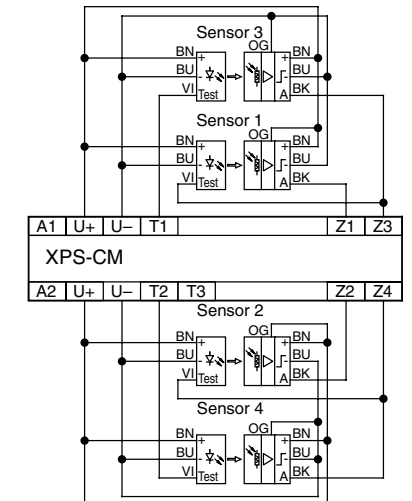 Sensor 3
OG
BN + + BN
BU - - BU
VI Test A BK
Sensor 1
OG
BN + + BN
BU - - BU
VI Test A BK
A1 U+ U– T1 Z1 Z3
XPS-CM
A2 U+ U– T2 T3 Z2 Z4
Sensor 2
OG
BN + + BN
BU - - BU
VI Test A BK
Sensor 4
OG
BN + + BN
BU - - BU
VI Test A BK